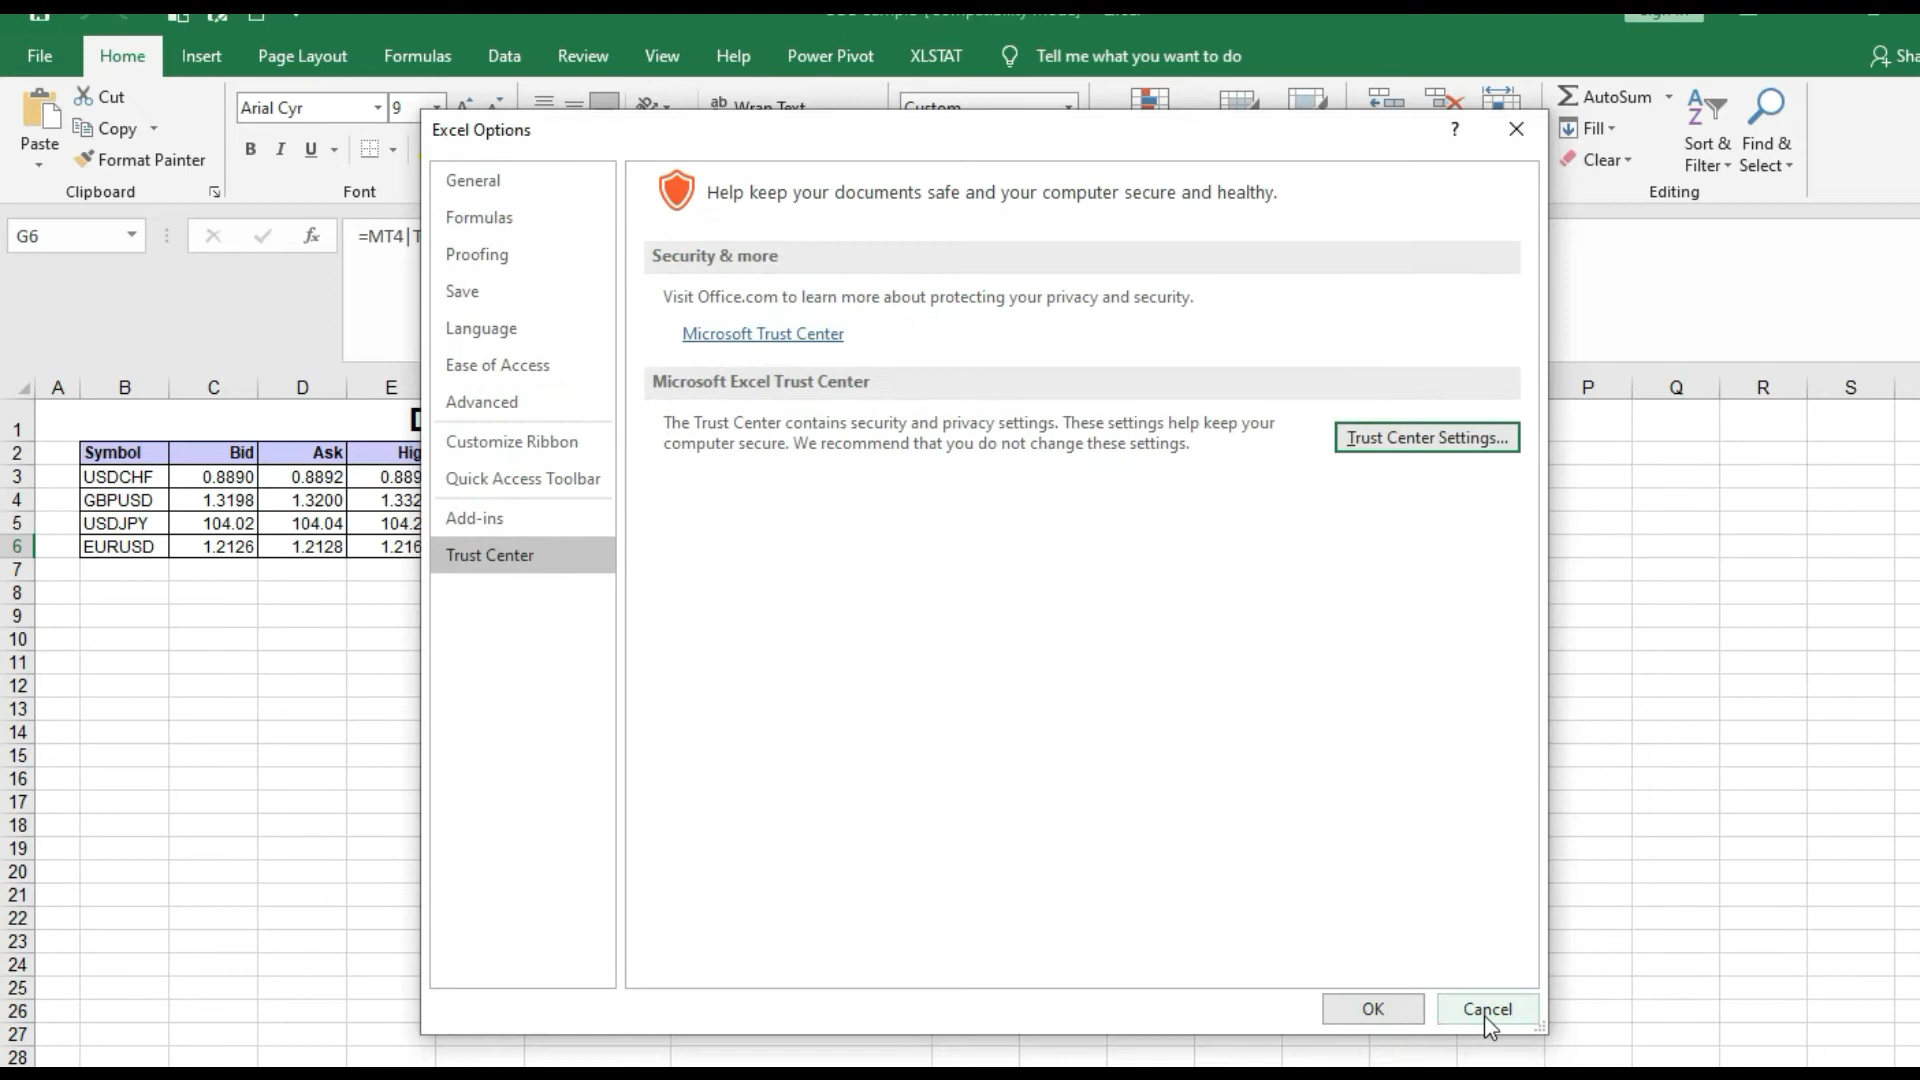 File Home Insert Page Layout Formulas Data Review View Help Power Pivot XLSTAT Tell me what you want to do
Cut
Copy
Format Painter
Paste
Clipboard
Arial Cyr 9
B I U
Font
ab Wrap Text
Custom
AutoSum
Fill
Clear
Sort & Filter
Find & Select
Editing
G6 fx =MT4|
Excel Options
?
General
Formulas
Proofing
Save
Language
Ease of Access
Advanced
Customize Ribbon
Quick Access Toolbar
Add-ins
Trust Center
Help keep your documents safe and your computer secure and healthy.
Security & more
Visit Office.com to learn more about protecting your privacy and security.
Microsoft Trust Center
Microsoft Excel Trust Center
The Trust Center contains security and privacy settings. These settings help keep your
computer secure. We recommend that you do not change these settings.
Trust Center Settings...
OK Cancel
A B C D E P Q R S
1
2 Symbol Bid Ask
3 USDCHF 0.8890 0.8892
4 GBPUSD 1.3198 1.3200
5 USDJPY 104.02 104.04
6 EURUSD 1.2126 1.2128
7
8
9
10
11
12
13
14
15
16
17
18
19
20
21
22
23
24
25
26
27
28